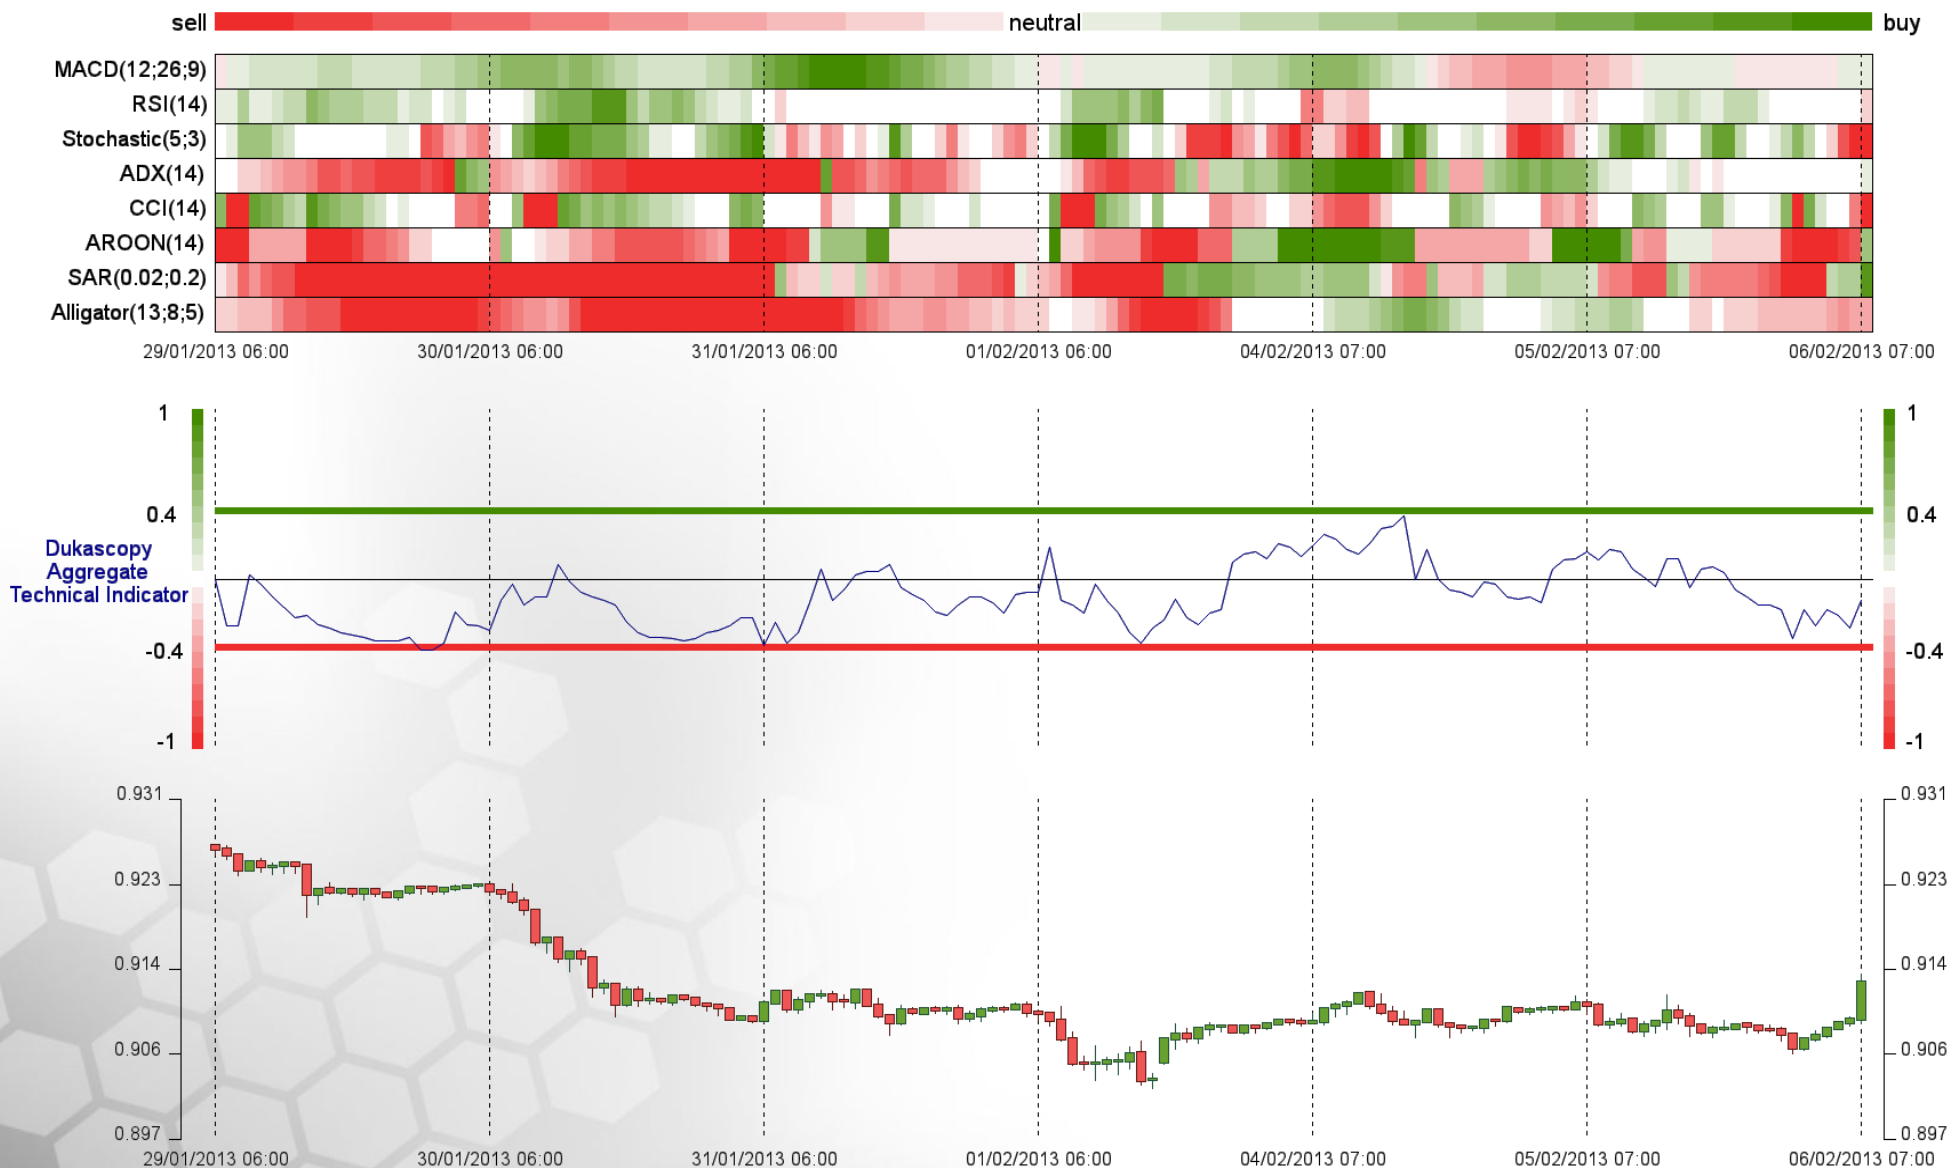 sell neutral buy
MACD(12;26;9)
RSI(14)
Stochastic(5;3)
ADX(14)
CCI(14)
AROON(14)
SAR(0.02;0.2)
Alligator(13;8;5)
29/01/2013 06:00 30/01/2013 06:00 31/01/2013 06:00 01/02/2013 06:00 04/02/2013 07:00 05/02/2013 07:00 06/02/2013 07:00
1 1
0.4 0.4
Dukascopy
Aggregate
Technical Indicator
-0.4 -0.4
-1 -1
0.931 0.931
0.923 0.923
0.914 0.914
0.906 0.906
0.897 0.897
29/01/2013 06:00 30/01/2013 06:00 31/01/2013 06:00 01/02/2013 06:00 04/02/2013 07:00 05/02/2013 07:00 06/02/2013 07:00